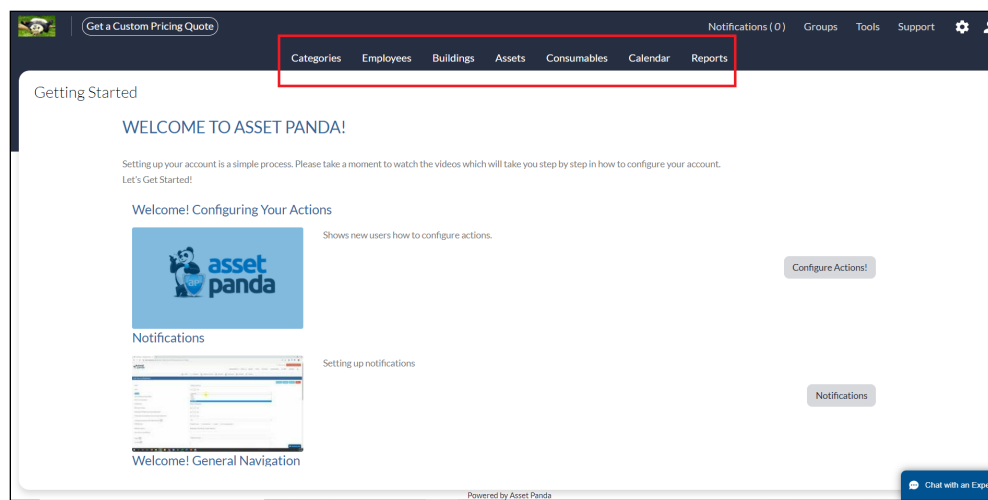 Get a Custom Pricing Quote
Notifications ( 0 ) Groups Tools Support
Categories Employees Buildings Assets Consumables Calendar Reports
Getting Started
WELCOME TO ASSET PANDA!
Setting up your account is a simple process. Please take a moment to watch the videos which will take you step by step in how to configure your account.
Let's Get Started!
Welcome! Configuring Your Actions
Shows new users how to configure actions.
asset
panda
ap
Configure Actions!
Notifications
Setting up notifications
Notifications
Welcome! General Navigation
Powered by Asset Panda
Chat with an Expe